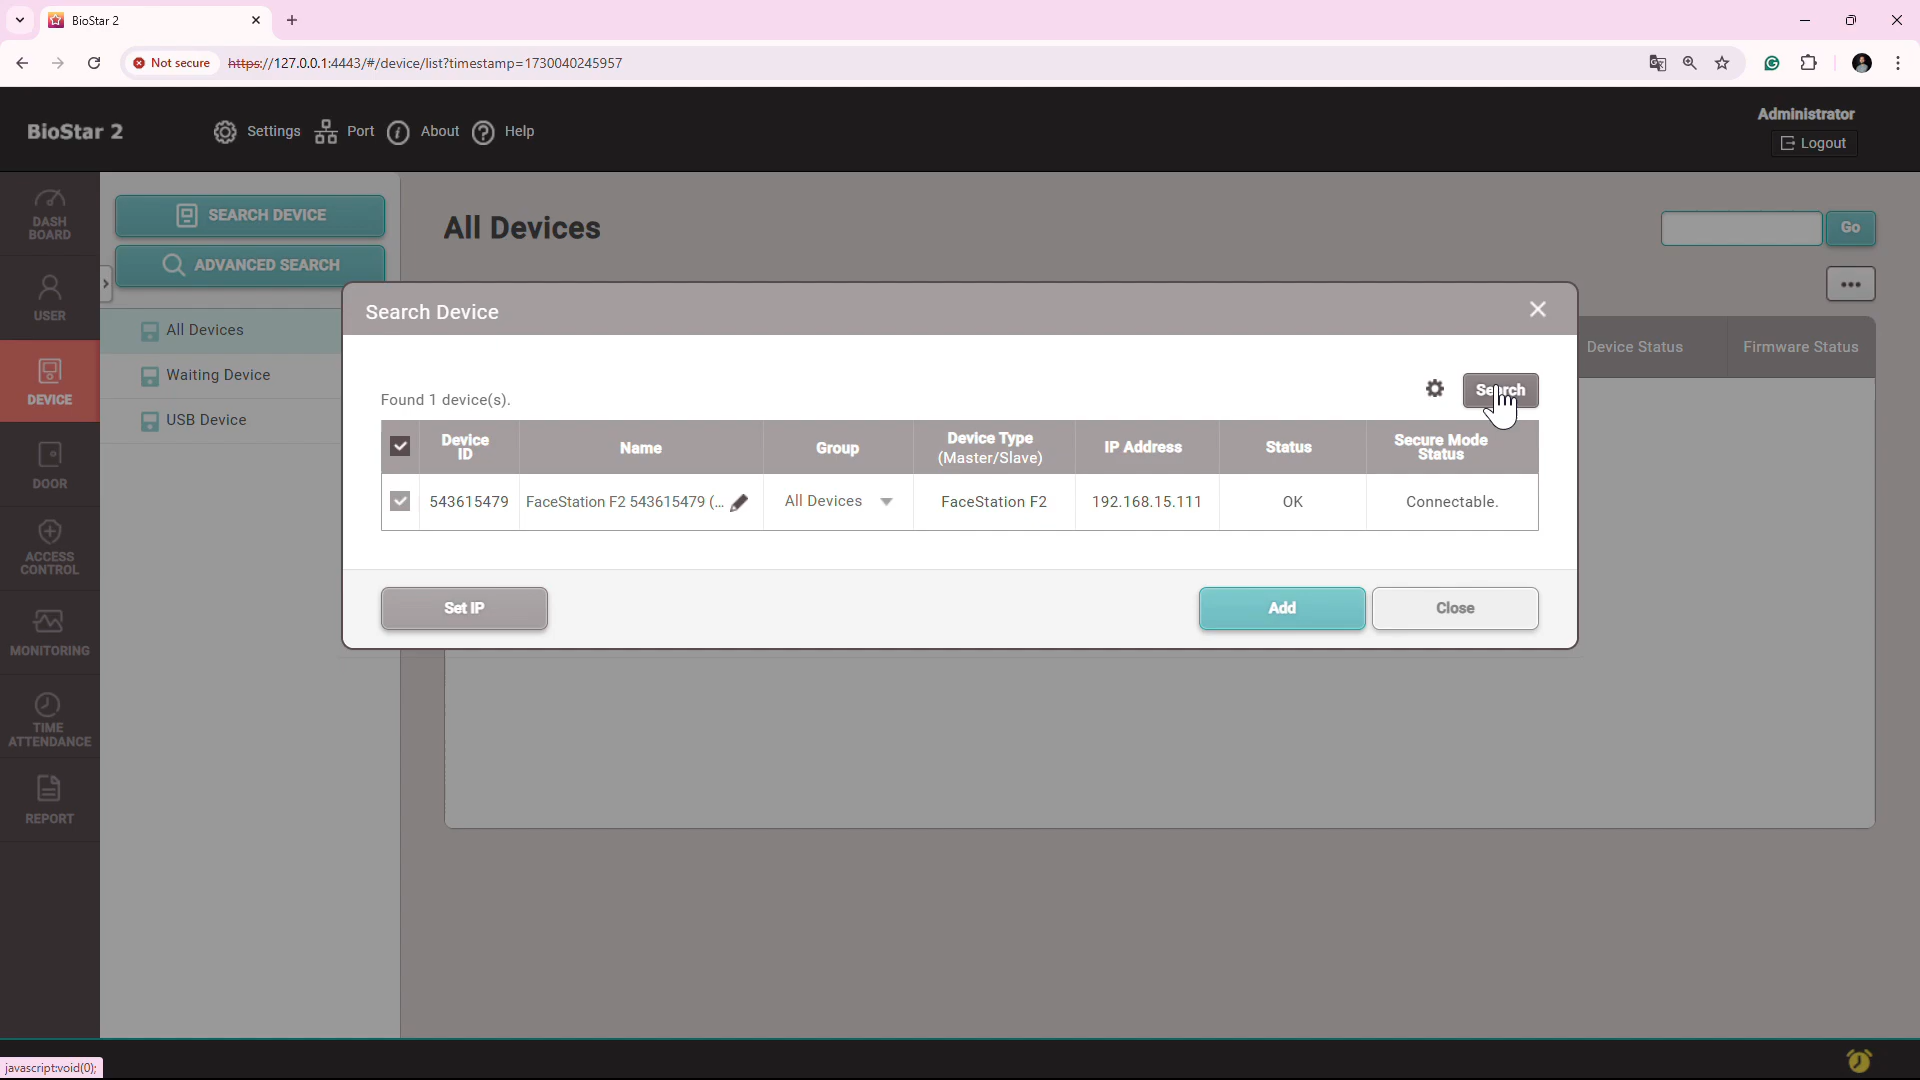 BioStar 2
Not secure
https://127.0.0.1:4443/#/device/list?timestamp=1730040245957
BioStar 2
Settings
Port
About
Help
Administrator
Logout
DASH
BOARD
USER
DEVICE
DOOR
ACCESS
CONTROL
MONITORING
TIME
ATTENDANCE
REPORT
SEARCH DEVICE
ADVANCED SEARCH
All Devices
Waiting Device
USB Device
All Devices
Go
Device Status
Firmware Status
Search Device
Found 1 device(s).
Search
Device
ID
Name
Group
Device Type
(Master/Slave)
IP Address
Status
Secure Mode
Status
543615479
FaceStation F2 543615479 (...
All Devices
FaceStation F2
192.168.15.111
OK
Connectable.
Set IP
Add
Close
javascript:void(0);